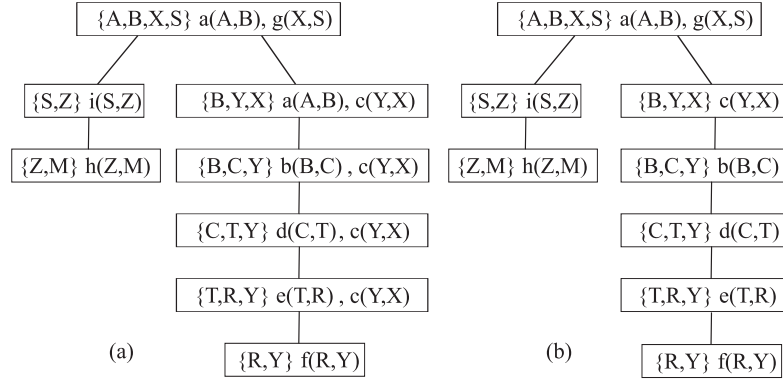 {A,B,X,S} a(A,B), g(X,S)
{S,Z} i(S,Z)
{B,Y,X} a(A,B), c(Y,X)
{Z,M} h(Z,M)
{B,C,Y} b(B,C) , c(Y,X)
{C,T,Y} d(C,T) , c(Y,X)
{T,R,Y} e(T,R) , c(Y,X)
(a)
{R,Y} f(R,Y)
{A,B,X,S} a(A,B), g(X,S)
{S,Z} i(S,Z)
{B,Y,X} c(Y,X)
{Z,M} h(Z,M)
{B,C,Y} b(B,C)
{C,T,Y} d(C,T)
{T,R,Y} e(T,R)
(b)
{R,Y} f(R,Y)